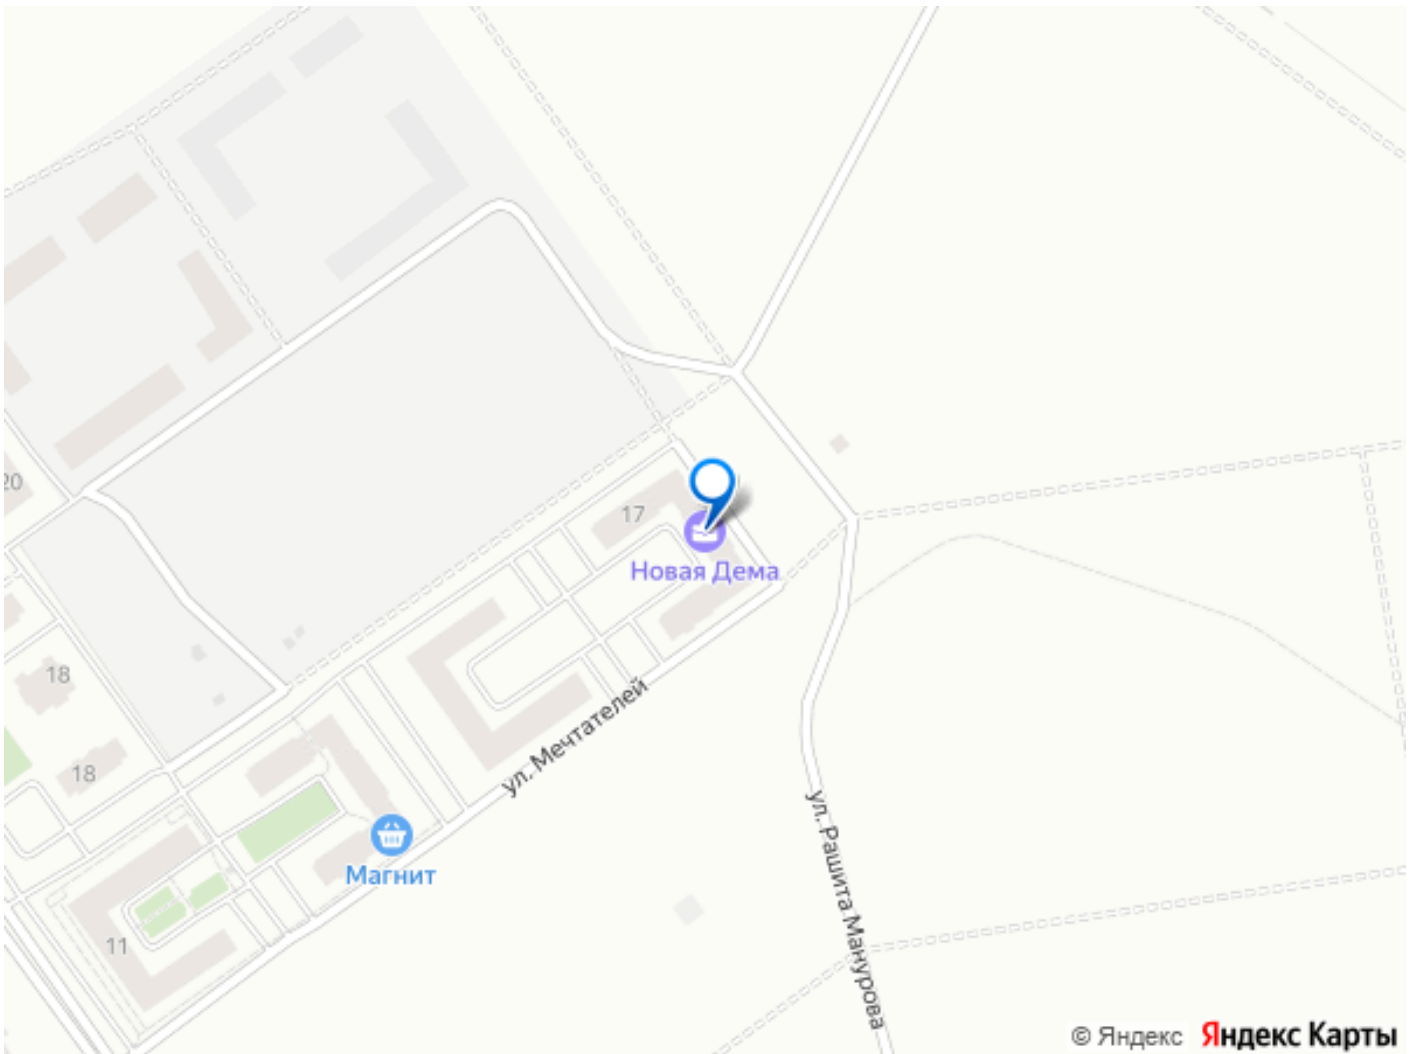 20
17
Новая Дема
18
ул. Мечтателей
18
ул. Рашита Манурова
Магнит
11
© Яндекс Яндекс Карты